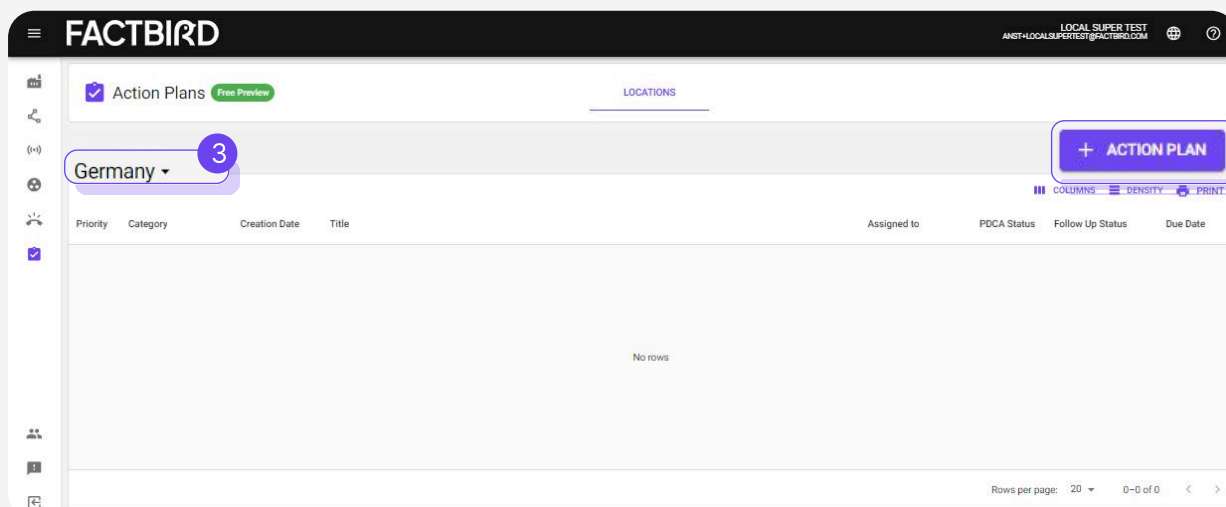 FACTBIRD
LOCAL SUPER TEST
ANST+LOCALSUPERTEST@FACTBIRD.COM
Action Plans Free Preview
LOCATIONS
3
+ ACTION PLAN
Germany
COLUMNS DENSITY PRINT
Priority Category Creation Date Title Assigned to PDCA Status Follow Up Status Due Date
No rows
Rows per page: 20 0–0 of 0